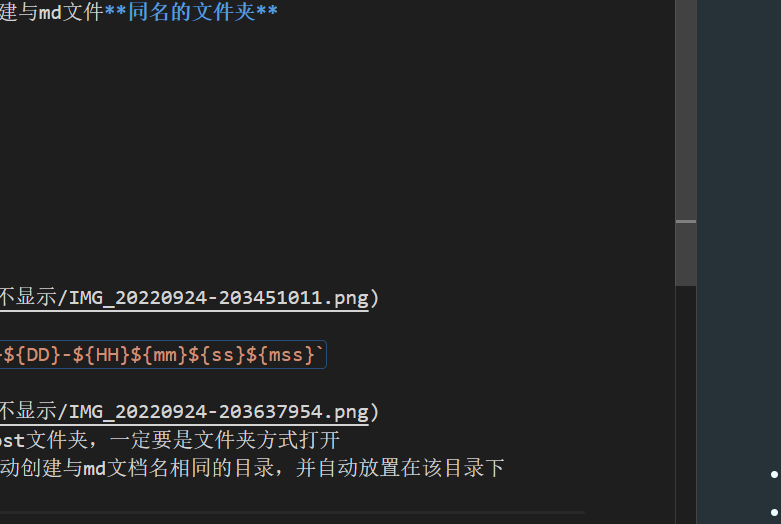 建与md文件**同名的文件夹**
不显示/IMG_20220924-203451011.png)
-${DD}-${HH}${mm}${ss}${mss}`
不显示/IMG_20220924-203637954.png)
ost文件夹，一定要是文件夹方式打开
动创建与md文档名相同的目录，并自动放置在该目录下